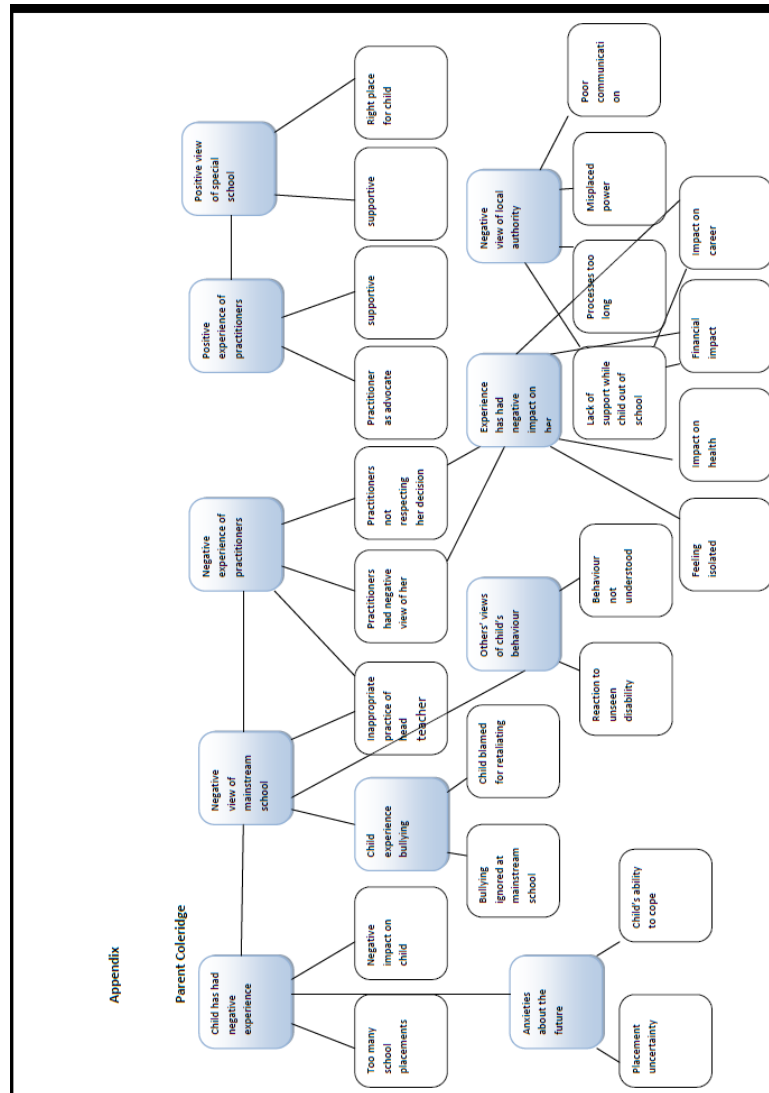 Appendix
Parent Coleridge
Child has had
negative
experience
Negative
view of
mainstream
school
Negative
experience of
practitioners
Positive
experience of
practitioners
Positive view
of special
school
Too many
school
placements
Negative
impact on
child
Child
experience
bullying
Inappropriate
practice of
head
teacher
Practitioners
had negative
view of her
Practitioners
not
respecting
her decision
Practitioner
as advocate
supportive
supportive
Right place
for child
Bullying
ignored at
mainstream
school
Child blamed
for retaliating
Others' views
of child's
behaviour
Experience
has had
negative
impact on
her
Negative
view of local
authority
Anxieties
about the
future
Reaction to
unseen
disability
Behaviour
not
understood
Lack of
support while
child out of
school
Processes too
long
Misplaced
power
Poor
communicati
on
Placement
uncertainty
Child's ability
to cope
Feeling
isolated
Impact on
health
Financial
impact
Impact on
career